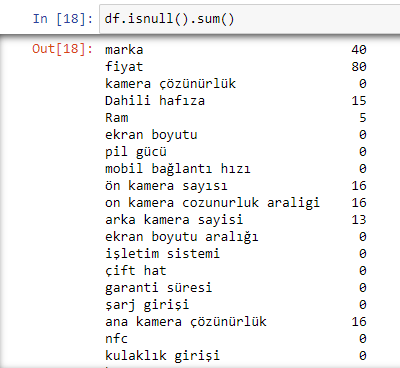 In [18]: df.isnull().sum()
Out[18]: marka 40
fiyat 80
kamera çözünürlük 0
Dahili hafıza 15
Ram 5
ekran boyutu 0
pil gücü 0
mobil bağlantı hızı 0
ön kamera sayısı 16
on kamera cozunurluk araligi 16
arka kamera sayisi 13
ekran boyutu aralığı 0
işletim sistemi 0
çift hat 0
garanti süresi 0
şarj girişi 0
ana kamera çözünürlük 16
nfc 0
kulaklık girişi 0